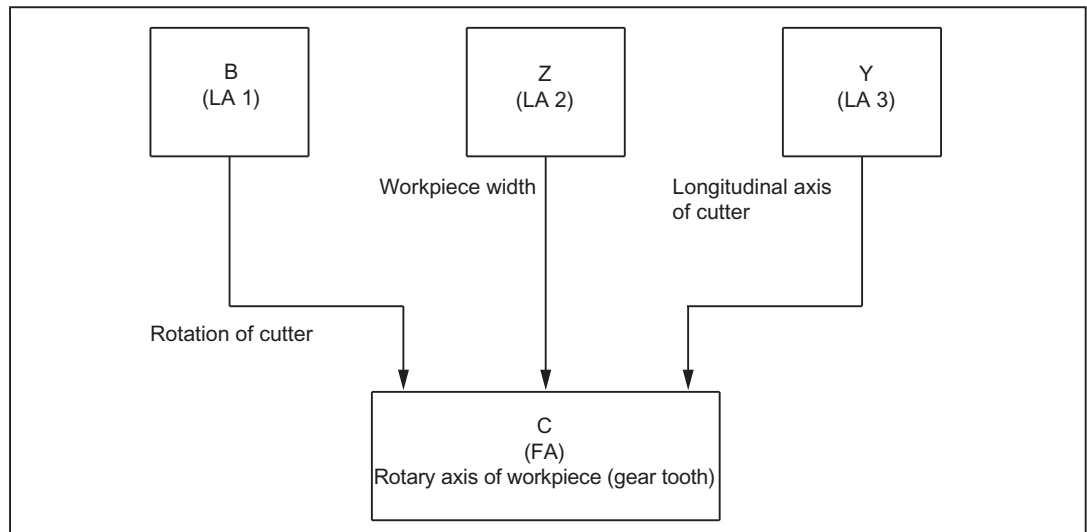 B
(LA 1)
Z
(LA 2)
Y
(LA 3)
Workpiece width
Longitudinal axis
of cutter
Rotation of cutter
C
(FA)
Rotary axis of workpiece (gear tooth)